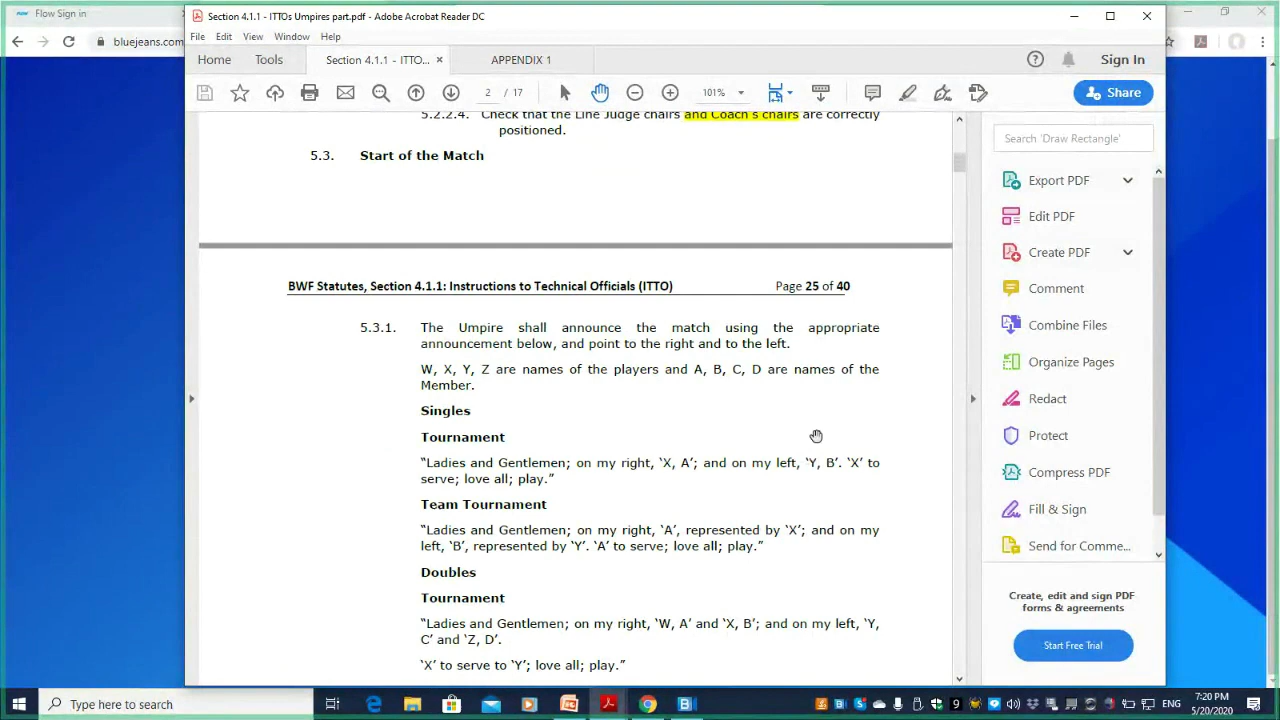 Flow Sign in
bluejeans.com
Section 4.1.1 - ITTOs Umpires part.pdf - Adobe Acrobat Reader DC
File Edit View Window Help
Home Tools Section 4.1.1 - ITTO... × APPENDIX 1 Sign In
2 / 17 101% Share
5.2.2.4. Check that the Line Judge chairs and Coach's chairs are correctly
positioned.
5.3. Start of the Match
BWF Statutes, Section 4.1.1: Instructions to Technical Officials (ITTO) Page 25 of 40
5.3.1. The Umpire shall announce the match using the appropriate
announcement below, and point to the right and to the left.
W, X, Y, Z are names of the players and A, B, C, D are names of the
Member.
Singles
Tournament
“Ladies and Gentlemen; on my right, ‘X, A’; and on my left, ‘Y, B’. ‘X’ to
serve; love all; play.”
Team Tournament
“Ladies and Gentlemen; on my right, ‘A’, represented by ‘X’; and on my
left, ‘B’, represented by ‘Y’. ‘A’ to serve; love all; play.”
Doubles
Tournament
“Ladies and Gentlemen; on my right, ‘W, A’ and ‘X, B’; and on my left, ‘Y,
C’ and ‘Z, D’.
‘X’ to serve to ‘Y’; love all; play.”
Search 'Draw Rectangle'
Export PDF
Edit PDF
Create PDF
Comment
Combine Files
Organize Pages
Redact
Protect
Compress PDF
Fill & Sign
Send for Comme...
Create, edit and sign PDF
forms & agreements
Start Free Trial
Type here to search
ENG
7:20 PM
5/20/2020